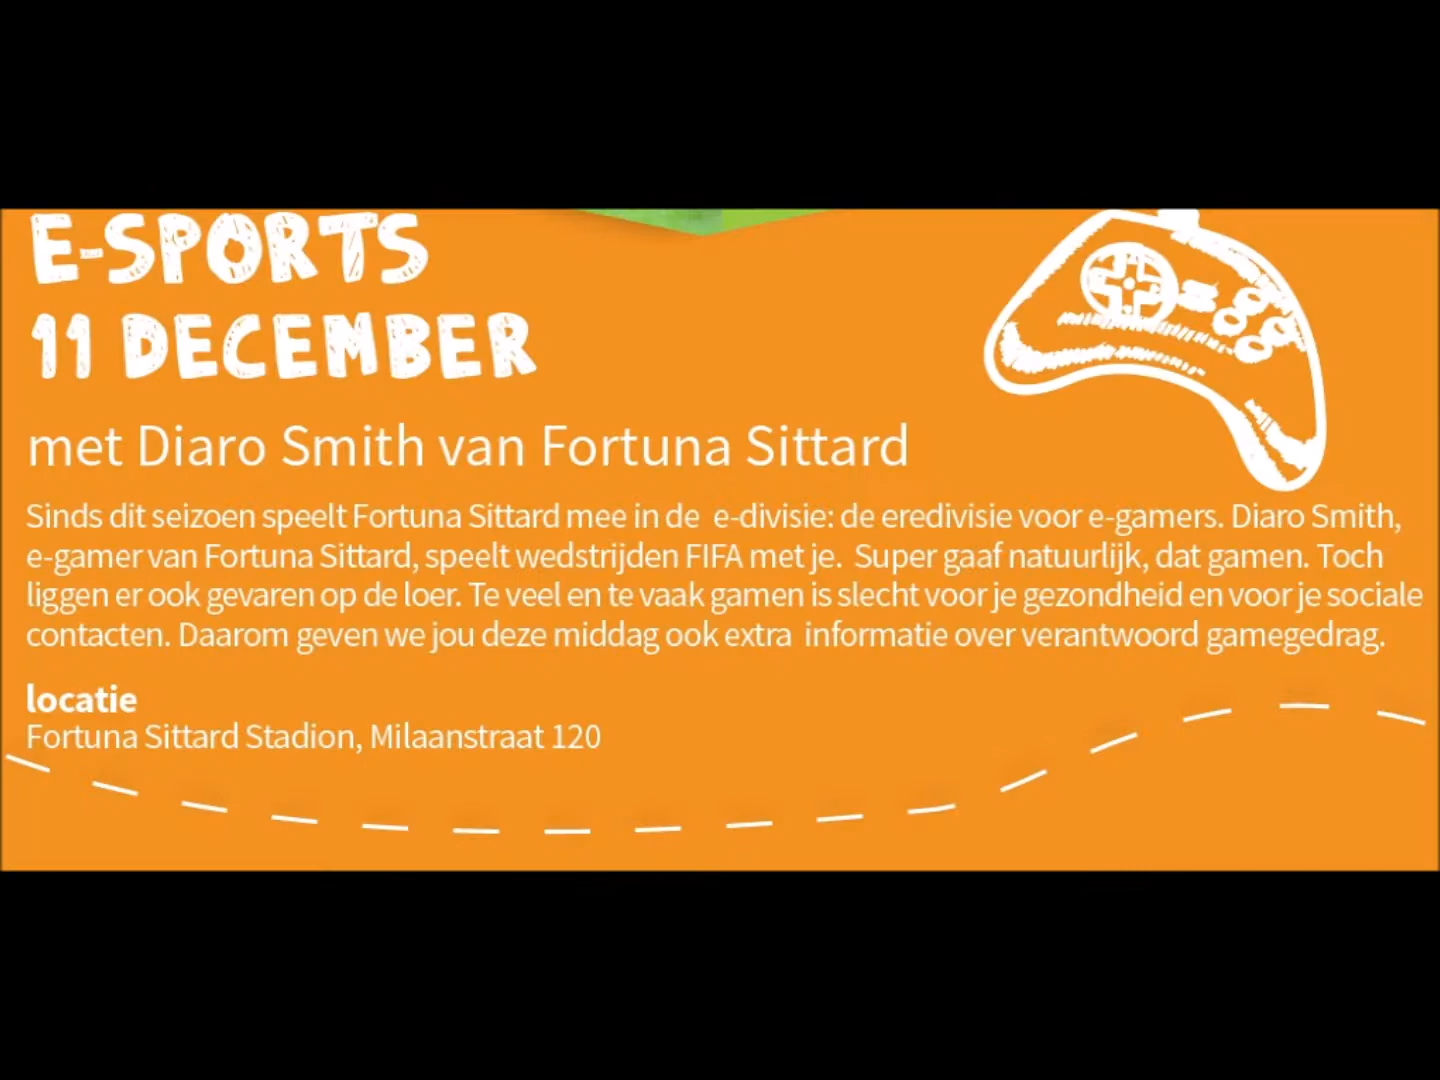 E-SPORTS
11 DECEMBER
met Diaro Smith van Fortuna Sittard
Sinds dit seizoen speelt Fortuna Sittard mee in de e-divisie: de eredivisie voor e-gamers. Diaro Smith,
e-gamer van Fortuna Sittard, speelt wedstrijden FIFA met je. Super gaaf natuurlijk, dat gamen. Toch
liggen er ook gevaren op de loer. Te veel en te vaak gamen is slecht voor je gezondheid en voor je sociale
contacten. Daarom geven we jou deze middag ook extra informatie over verantwoord gamegedrag.
locatie
Fortuna Sittard Stadion, Milaanstraat 120